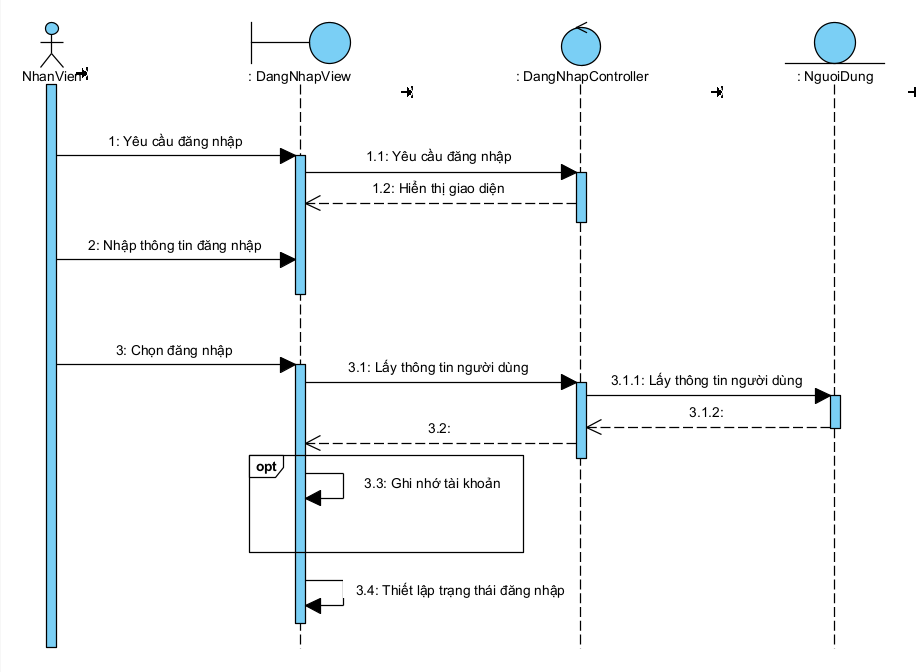 NhanVien
: DangNhapView
: DangNhapController
: NguoiDung
1: Yêu cầu đăng nhập
1.1: Yêu cầu đăng nhập
1.2: Hiển thị giao diện
2: Nhập thông tin đăng nhập
3: Chọn đăng nhập
3.1: Lấy thông tin người dùng
3.1.1: Lấy thông tin người dùng
3.1.2:
3.2:
opt
3.3: Ghi nhớ tài khoản
3.4: Thiết lập trạng thái đăng nhập